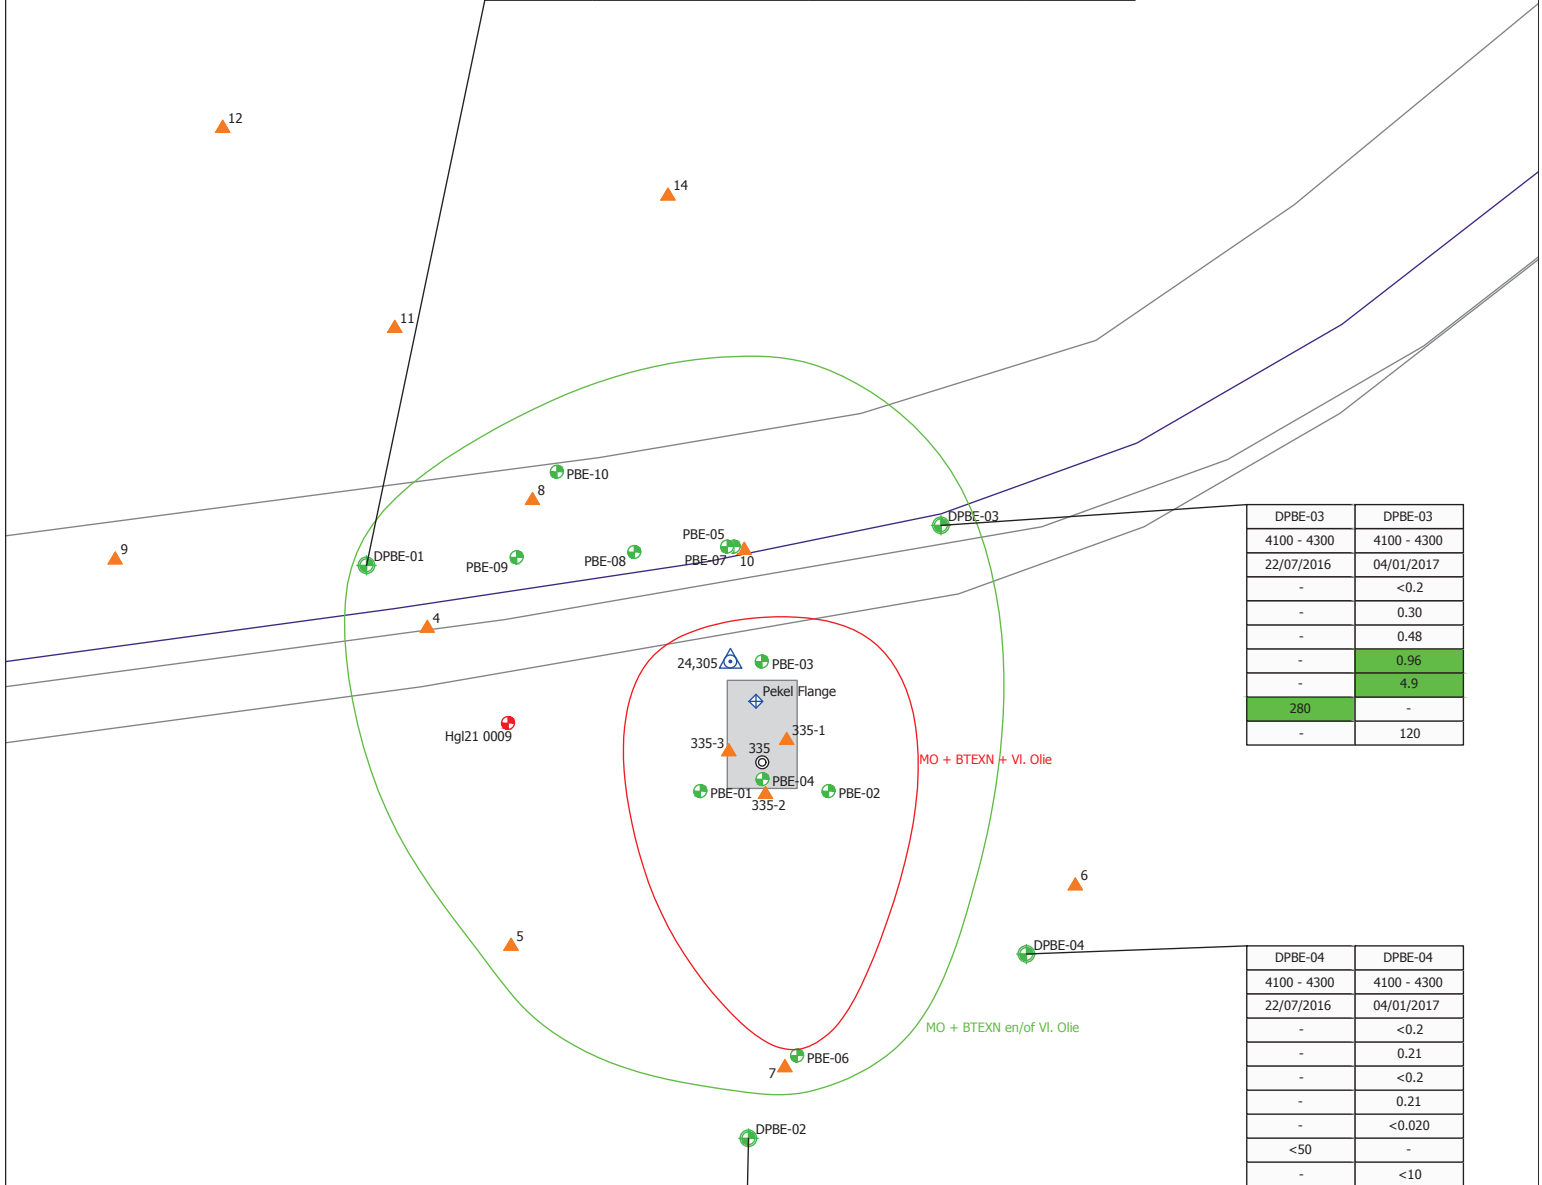 12
14
11
PBE-10
8
DPBE-03
PBE-05
9
DPBE-01
PBE-09
PBE-08
PBE-07
10
4
24,305
PBE-03
Pekel Flange
Hgl21 0009
335-1
335-3
335
MO + BTEXN + Vl. Olie
PBE-04
PBE-01
PBE-02
335-2
6
5
DPBE-04
MO + BTEXN en/of Vl. Olie
PBE-06
7
DPBE-02
DPBE-03 DPBE-03
4100 - 4300 4100 - 4300
22/07/2016 04/01/2017
- <0.2
- 0.30
- 0.48
- 0.96
- 4.9
280 -
- 120
DPBE-04 DPBE-04
4100 - 4300 4100 - 4300
22/07/2016 04/01/2017
- <0.2
- 0.21
- <0.2
- 0.21
- <0.020
<50 -
- <10